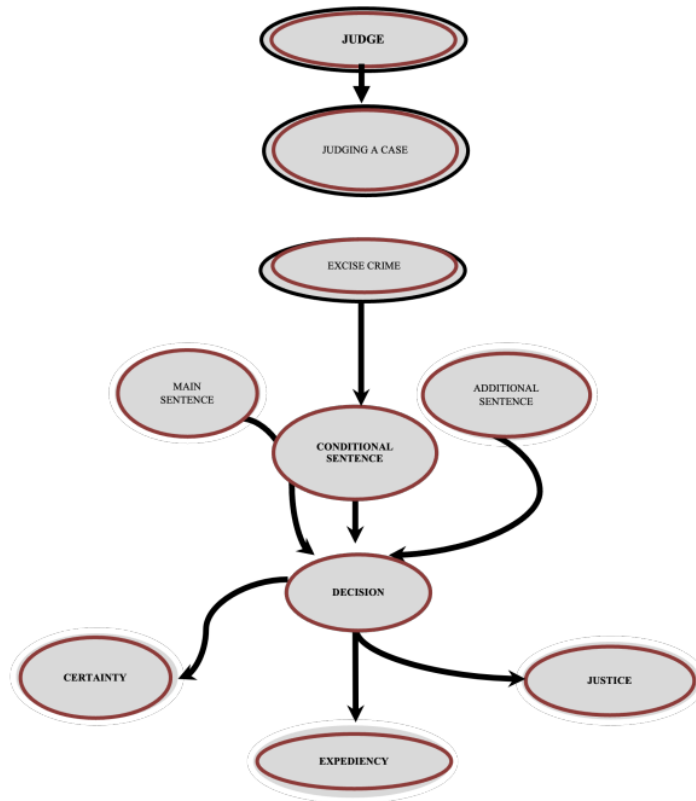 JUDGE
JUDGING A CASE
EXCISE CRIME
MAIN
SENTENCE
ADDITIONAL
SENTENCE
CONDITIONAL
SENTENCE
DECISION
CERTAINTY
JUSTICE
EXPEDIENCY